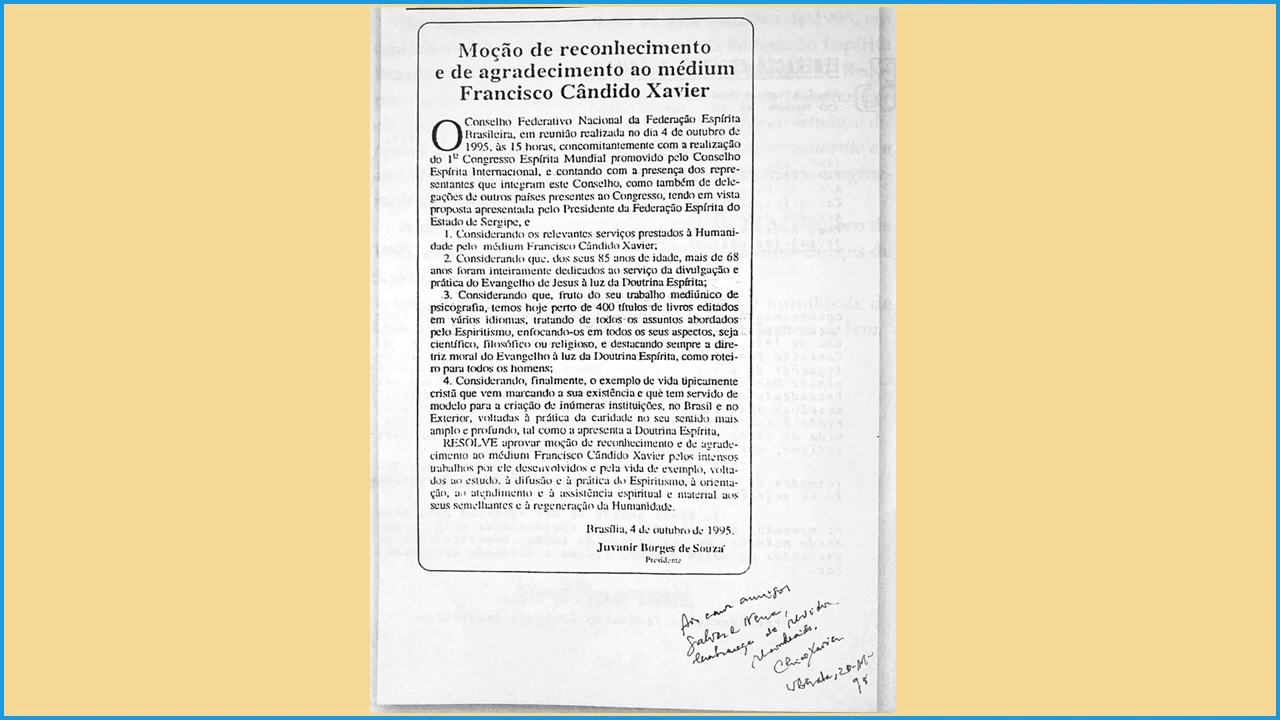 Moção de reconhecimento
e de agradecimento ao médium
Francisco Cândido Xavier
O Conselho Federativo Nacional da Federação Espírita
Brasileira, em reunião realizada no dia 4 de outubro de
1995, às 15 horas, concomitantemente com a realização
do 1º Congresso Espírita Mundial promovido pelo Conselho
Espírita Internacional, e contando com a presença dos repre-
sentantes que integram este Conselho, como também de dele-
gações de outros países presentes ao Congresso, tendo em vista
proposta apresentada pelo Presidente da Federação Espírita do
Estado de Sergipe, e
1. Considerando os relevantes serviços prestados à Humani-
dade pelo médium Francisco Cândido Xavier;
2. Considerando que, dos seus 85 anos de idade, mais de 68
anos foram inteiramente dedicados ao serviço da divulgação e
prática do Evangelho de Jesus à luz da Doutrina Espírita;
3. Considerando que, fruto do seu trabalho mediúnico de
psicografia, temos hoje perto de 400 títulos de livros editados
em vários idiomas, tratando de todos os assuntos abordados
pelo Espiritismo, enfocando-os em todos os seus aspectos, seja
científico, filosófico ou religioso, e destacando sempre a dire-
triz moral do Evangelho à luz da Doutrina Espírita, como rotei-
ro para todos os homens;
4. Considerando, finalmente, o exemplo de vida tipicamente
cristã que vem marcando a sua existência e que tem servido de
modelo para a criação de inúmeras instituições, no Brasil e no
Exterior, voltadas à prática da caridade no seu sentido mais
amplo e profundo, tal como a apresenta a Doutrina Espírita,
RESOLVE aprovar moção de reconhecimento e de agrade-
cimento ao médium Francisco Cândido Xavier pelos intensos
trabalhos por ele desenvolvidos e pela vida de exemplo, volta-
dos ao estudo, à difusão e à prática do Espiritismo, à orienta-
ção, ao atendimento e à assistência espiritual e material aos
seus semelhantes e à regeneração da Humanidade.
Brasília, 4 de outubro de 1995.
Juvanir Borges de Souza
Presidente
Aos caros amigos
lembrança do servidor
Chico Xavier
Uberaba,